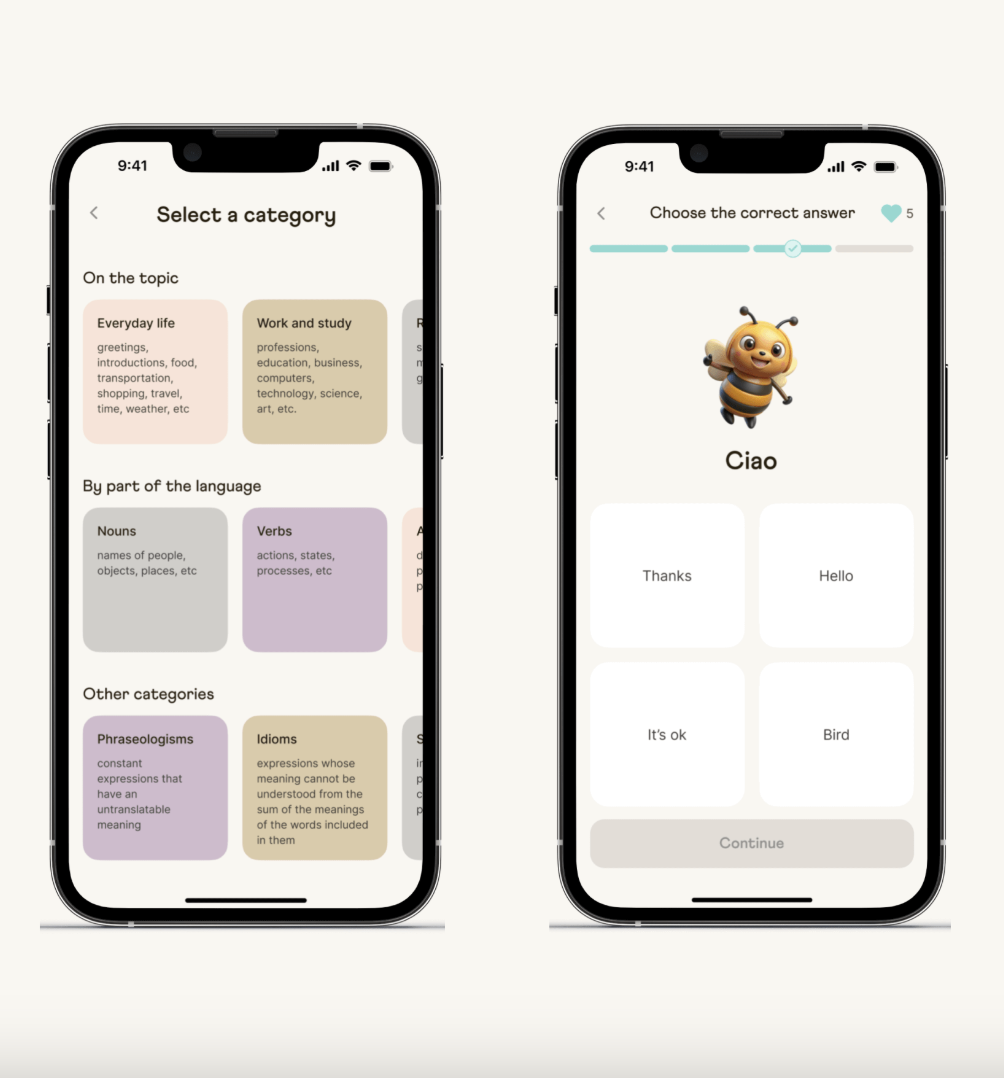 9:41
Select a category
On the topic
Everyday life
greetings,
introductions, food,
transportation,
shopping, travel,
time, weather, etc
Work and study
professions,
education, business,
computers,
technology, science,
art, etc.
By part of the language
Nouns
names of people,
objects, places, etc
Verbs
actions, states,
processes, etc
Other categories
Phraseologisms
constant
expressions that
have an
untranslatable
meaning
Idioms
expressions whose
meaning cannot be
understood from the
sum of the meanings
of the words included
in them
9:41
Choose the correct answer
5
Ciao
Thanks
Hello
It's ok
Bird
Continue